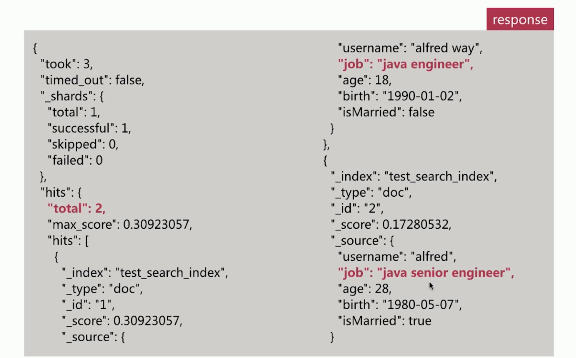 response
{
"took": 3,
"timed_out": false,
"_shards": {
"total": 1,
"successful": 1,
"skipped": 0,
"failed": 0
},
"hits": {
"total": 2,
"max_score": 0.30923057,
"hits": [
{
"_index": "test_search_index",
"_type": "doc",
"_id": "1",
"_score": 0.30923057,
"_source": {
"username": "alfred way",
"job": "java engineer",
"age": 18,
"birth": "1990-01-02",
"isMarried": false
}
},
{
"_index": "test_search_index",
"_type": "doc",
"_id": "2",
"_score": 0.17280532,
"_source": {
"username": "alfred",
"job": "java senior engineer",
"age": 28,
"birth": "1980-05-07",
"isMarried": true
}